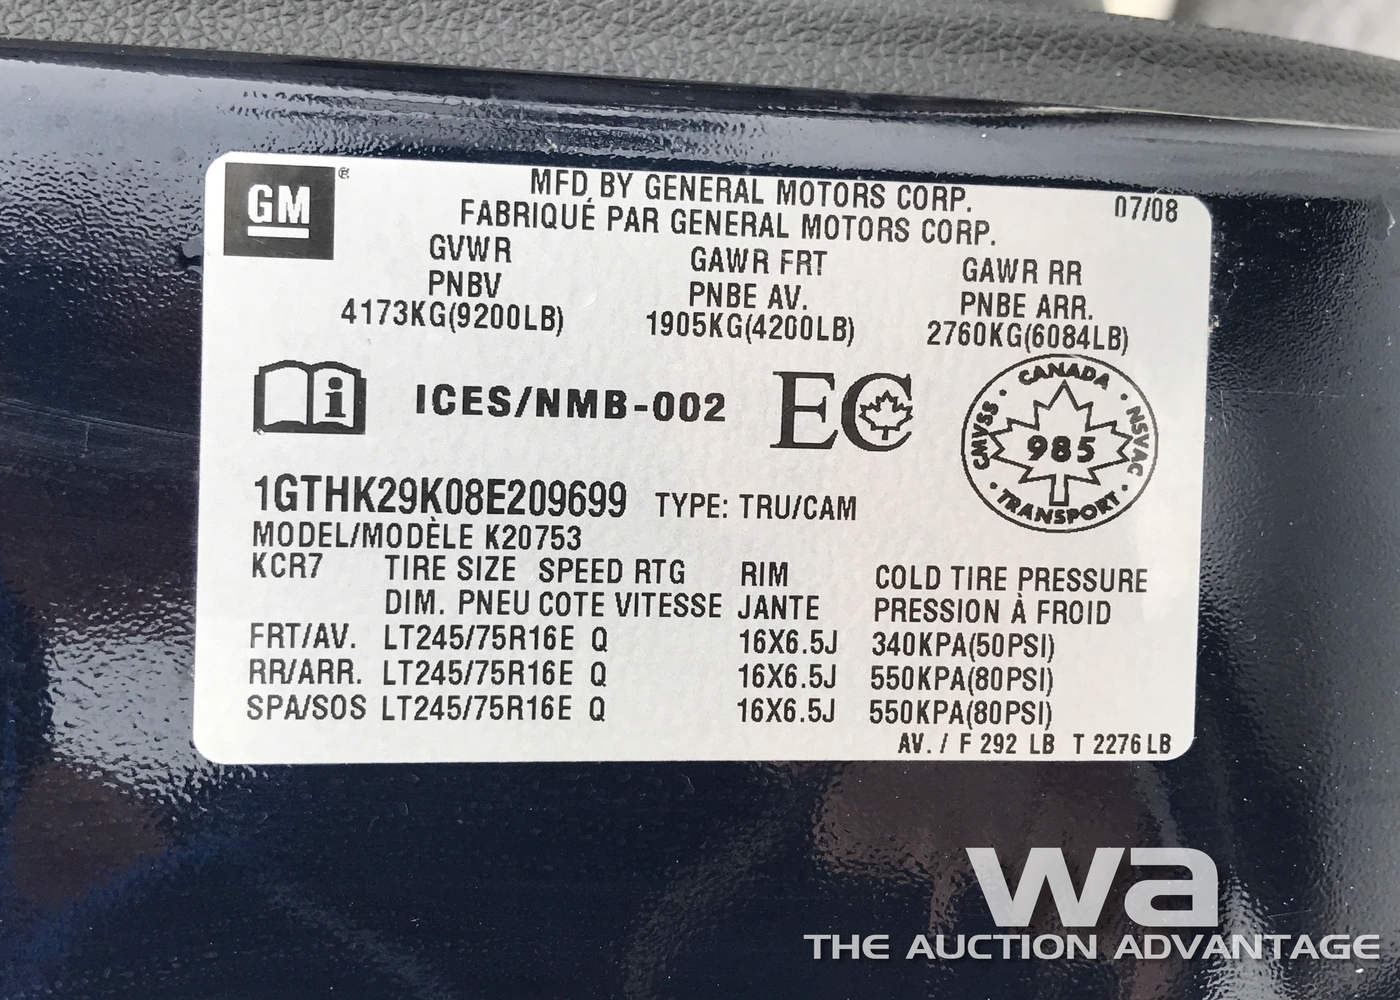 GM®
MFD BY GENERAL MOTORS CORP.
07/08
FABRIQUÉ PAR GENERAL MOTORS CORP.
GVWR GAWR FRT GAWR RR
PNBV PNBE AV. PNBE ARR.
4173KG(9200LB) 1905KG(4200LB) 2760KG(6084LB)
i ICES/NMB-002 EC
CANADA
CMVSS · NSVAC
985
TRANSPORT
1GTHK29K08E209699 TYPE: TRU/CAM
MODEL/MODÈLE K20753
KCR7 TIRE SIZE SPEED RTG RIM COLD TIRE PRESSURE
DIM. PNEU COTE VITESSE JANTE PRESSION À FROID
FRT/AV. LT245/75R16E Q 16X6.5J 340KPA(50PSI)
RR/ARR. LT245/75R16E Q 16X6.5J 550KPA(80PSI)
SPA/SOS LT245/75R16E Q 16X6.5J 550KPA(80PSI)
AV. / F 292 LB T 2276 LB
wa
THE AUCTION ADVANTAGE